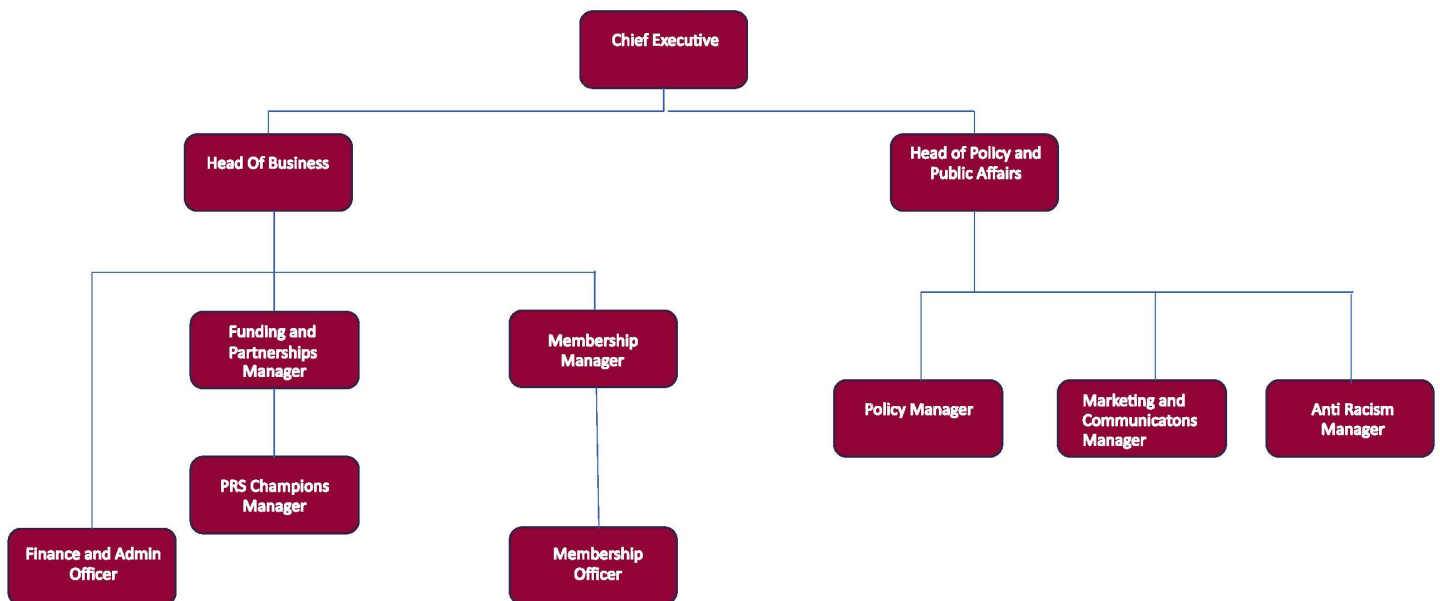 Chief Executive
Head Of Business
Head of Policy and
Public Affairs
Funding and
Partnerships
Manager
Membership
Manager
Policy Manager
Marketing and
Communicatons
Manager
Anti Racism
Manager
PRS Champions
Manager
Finance and Admin
Officer
Membership
Officer